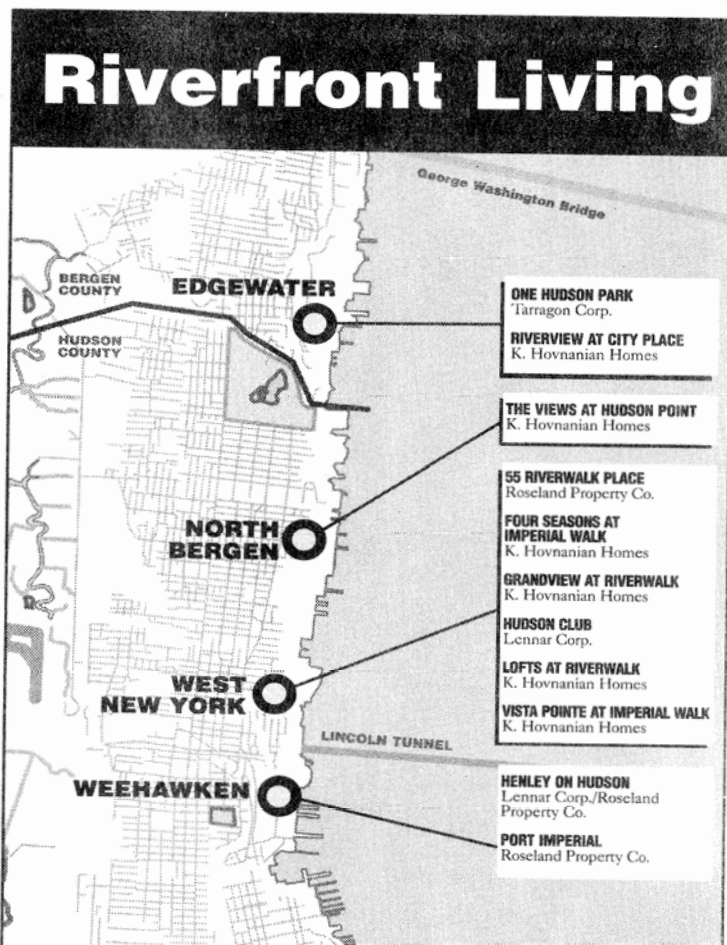 Riverfront Living
George Washington Bridge
BERGEN
COUNTY
EDGEWATER
HUDSON
COUNTY
ONE HUDSON PARK
Tarragon Corp.
RIVERVIEW AT CITY PLACE
K. Hovnanian Homes
THE VIEWS AT HUDSON POINT
K. Hovnanian Homes
NORTH
BERGEN
55 RIVERWALK PLACE
Roseland Property Co.
FOUR SEASONS AT
IMPERIAL WALK
K. Hovnanian Homes
GRANDVIEW AT RIVERWALK
K. Hovnanian Homes
HUDSON CLUB
Lennar Corp.
LOFTS AT RIVERWALK
K. Hovnanian Homes
VISTA POINTE AT IMPERIAL WALK
K. Hovnanian Homes
WEST
NEW YORK
LINCOLN TUNNEL
WEEHAWKEN
HENLEY ON HUDSON
Lennar Corp./Roseland
Property Co.
PORT IMPERIAL
Roseland Property Co.